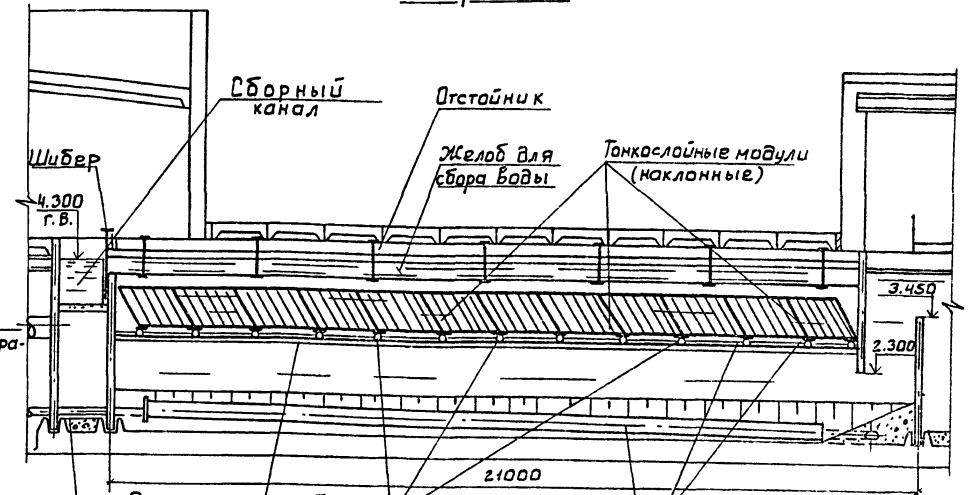 Сборный
канал
Отстойник
Шибер
Желоб для
сбора воды
Тонкослойные модули
(наклонные)
4.300
г.в.
3.450
2.300
21000